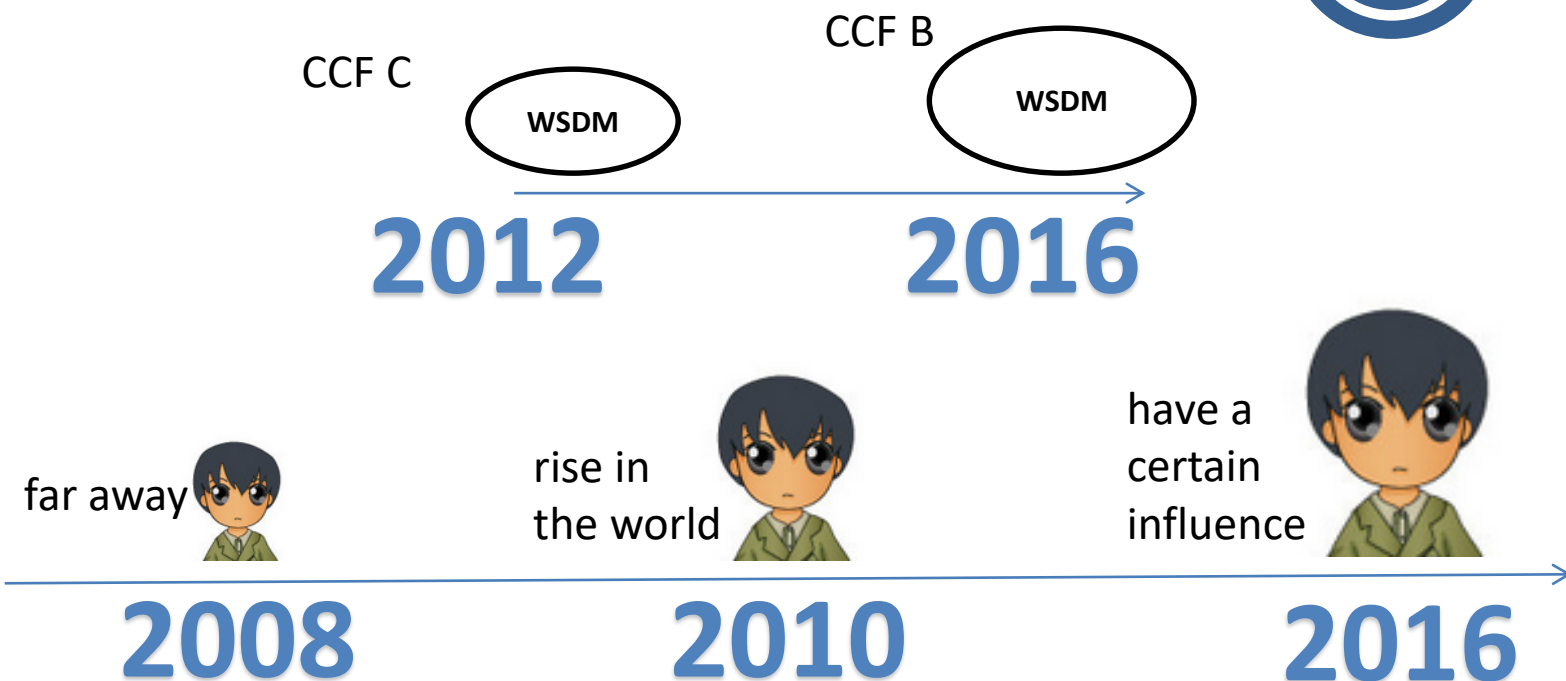 CCF C
WSDM
CCF B
WSDM
2012
2016
far away
rise in
the world
have a
certain
influence
2008
2010
2016